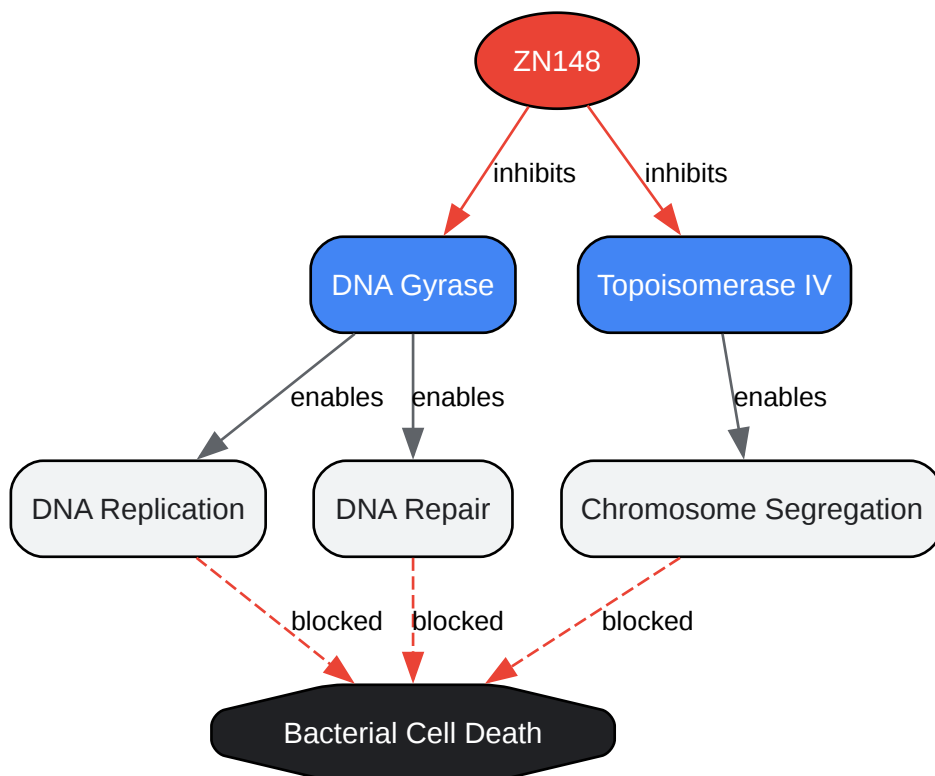 ZN148
inhibits
inhibits
DNA Gyrase
Topoisomerase IV
enables
enables
enables
DNA Replication
DNA Repair
Chromosome Segregation
blocked
blocked
blocked
Bacterial Cell Death